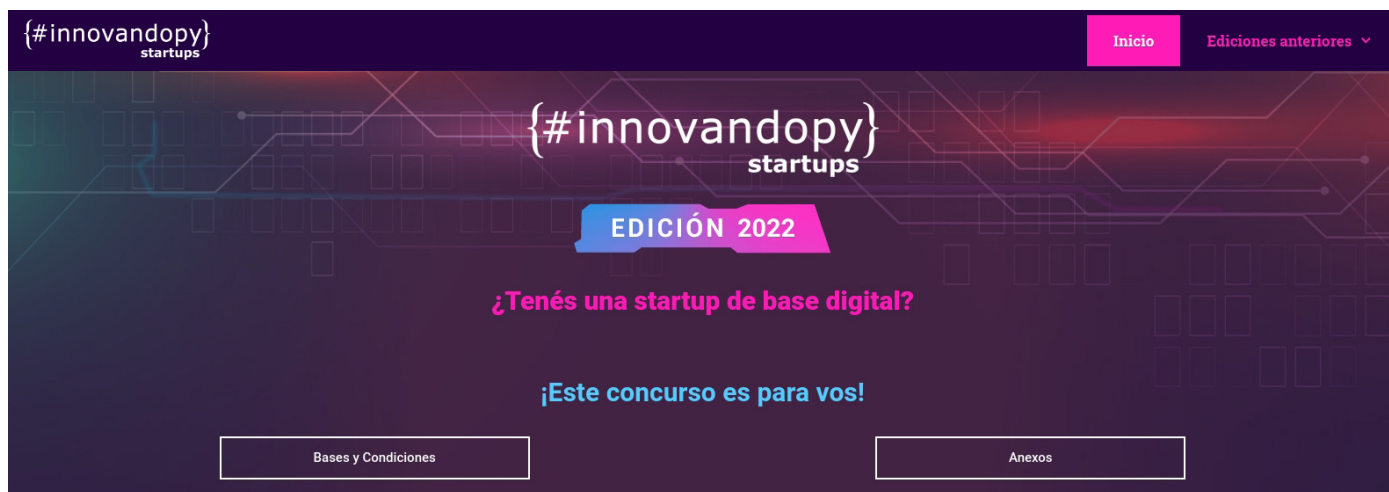 {#innovandopy}
startups
Inicio
Ediciones anteriores
{#innovandopy}
startups
EDICIÓN 2022
¿Tenés una startup de base digital?
¡Este concurso es para vos!
Bases y Condiciones
Anexos